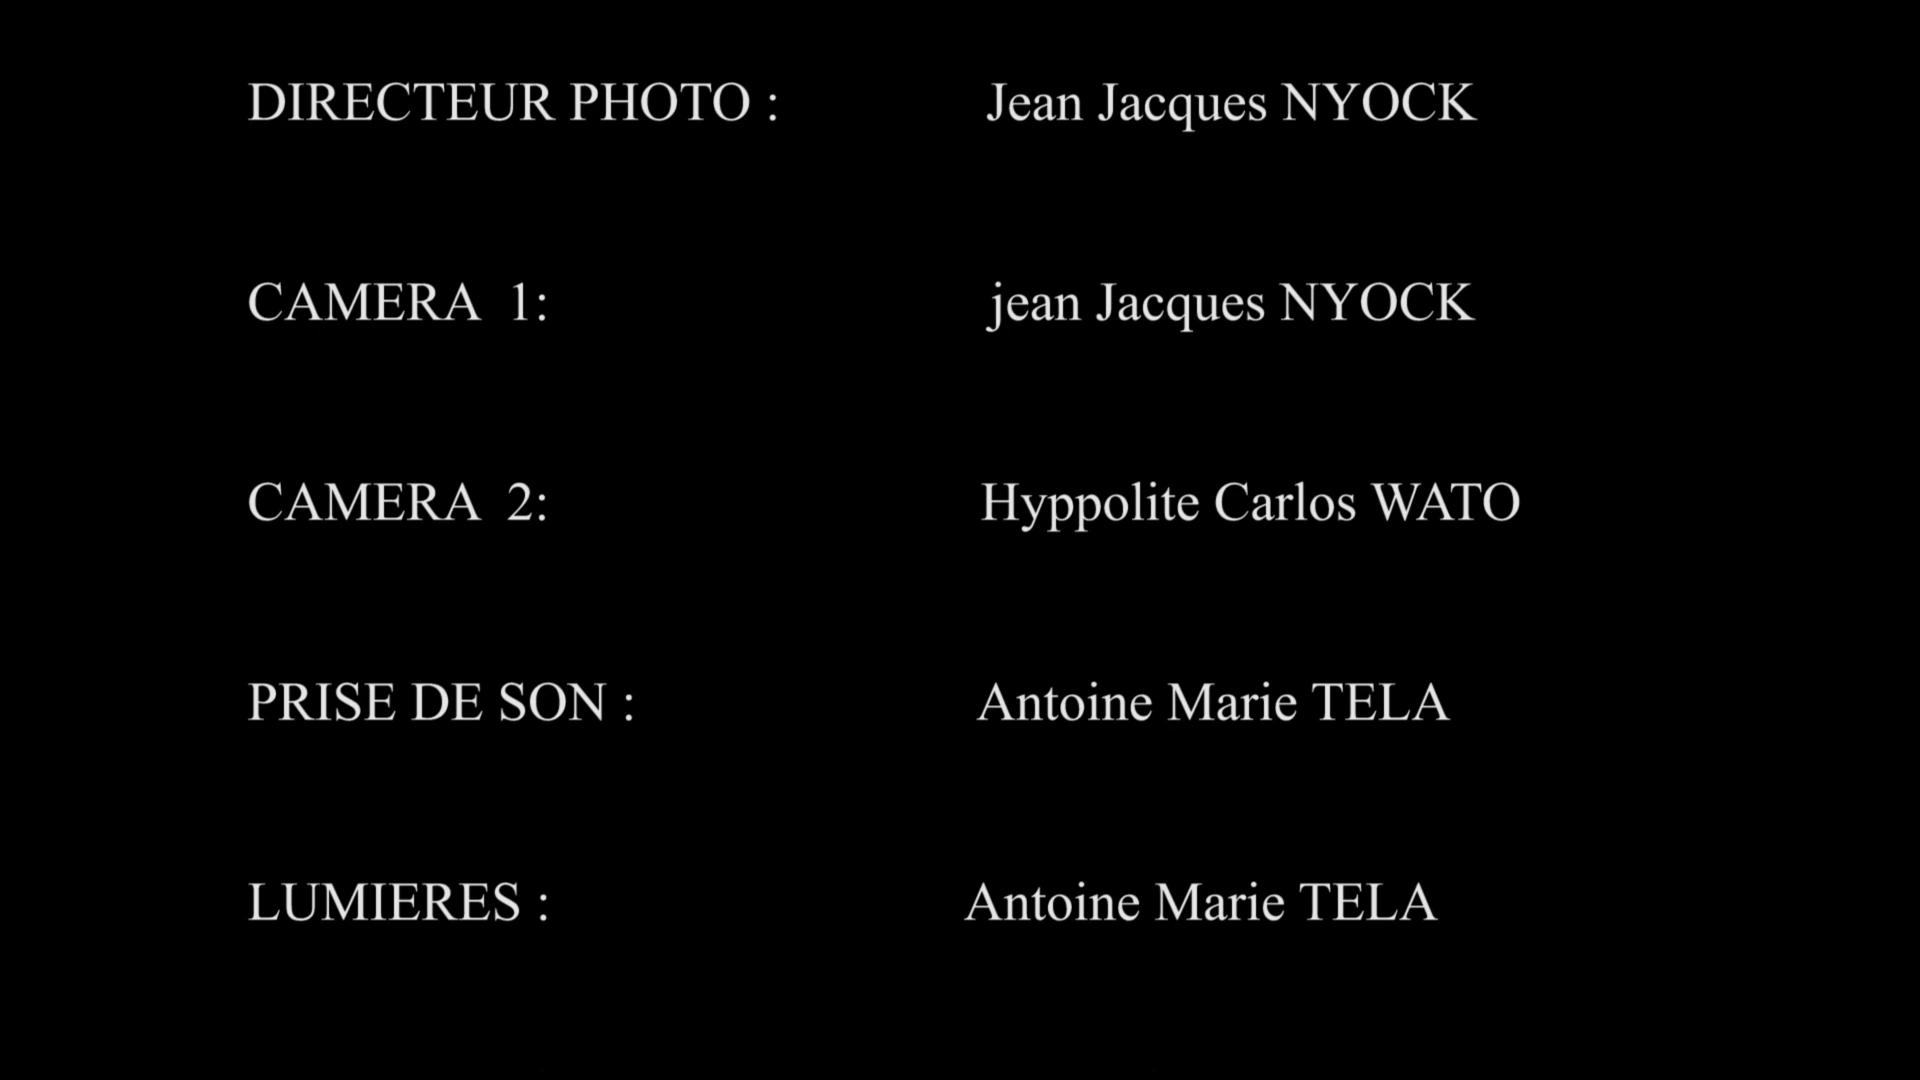 DIRECTEUR PHOTO : Jean Jacques NYOCK
CAMERA 1: jean Jacques NYOCK
CAMERA 2: Hyppolite Carlos WATO
PRISE DE SON : Antoine Marie TELA
LUMIERES : Antoine Marie TELA